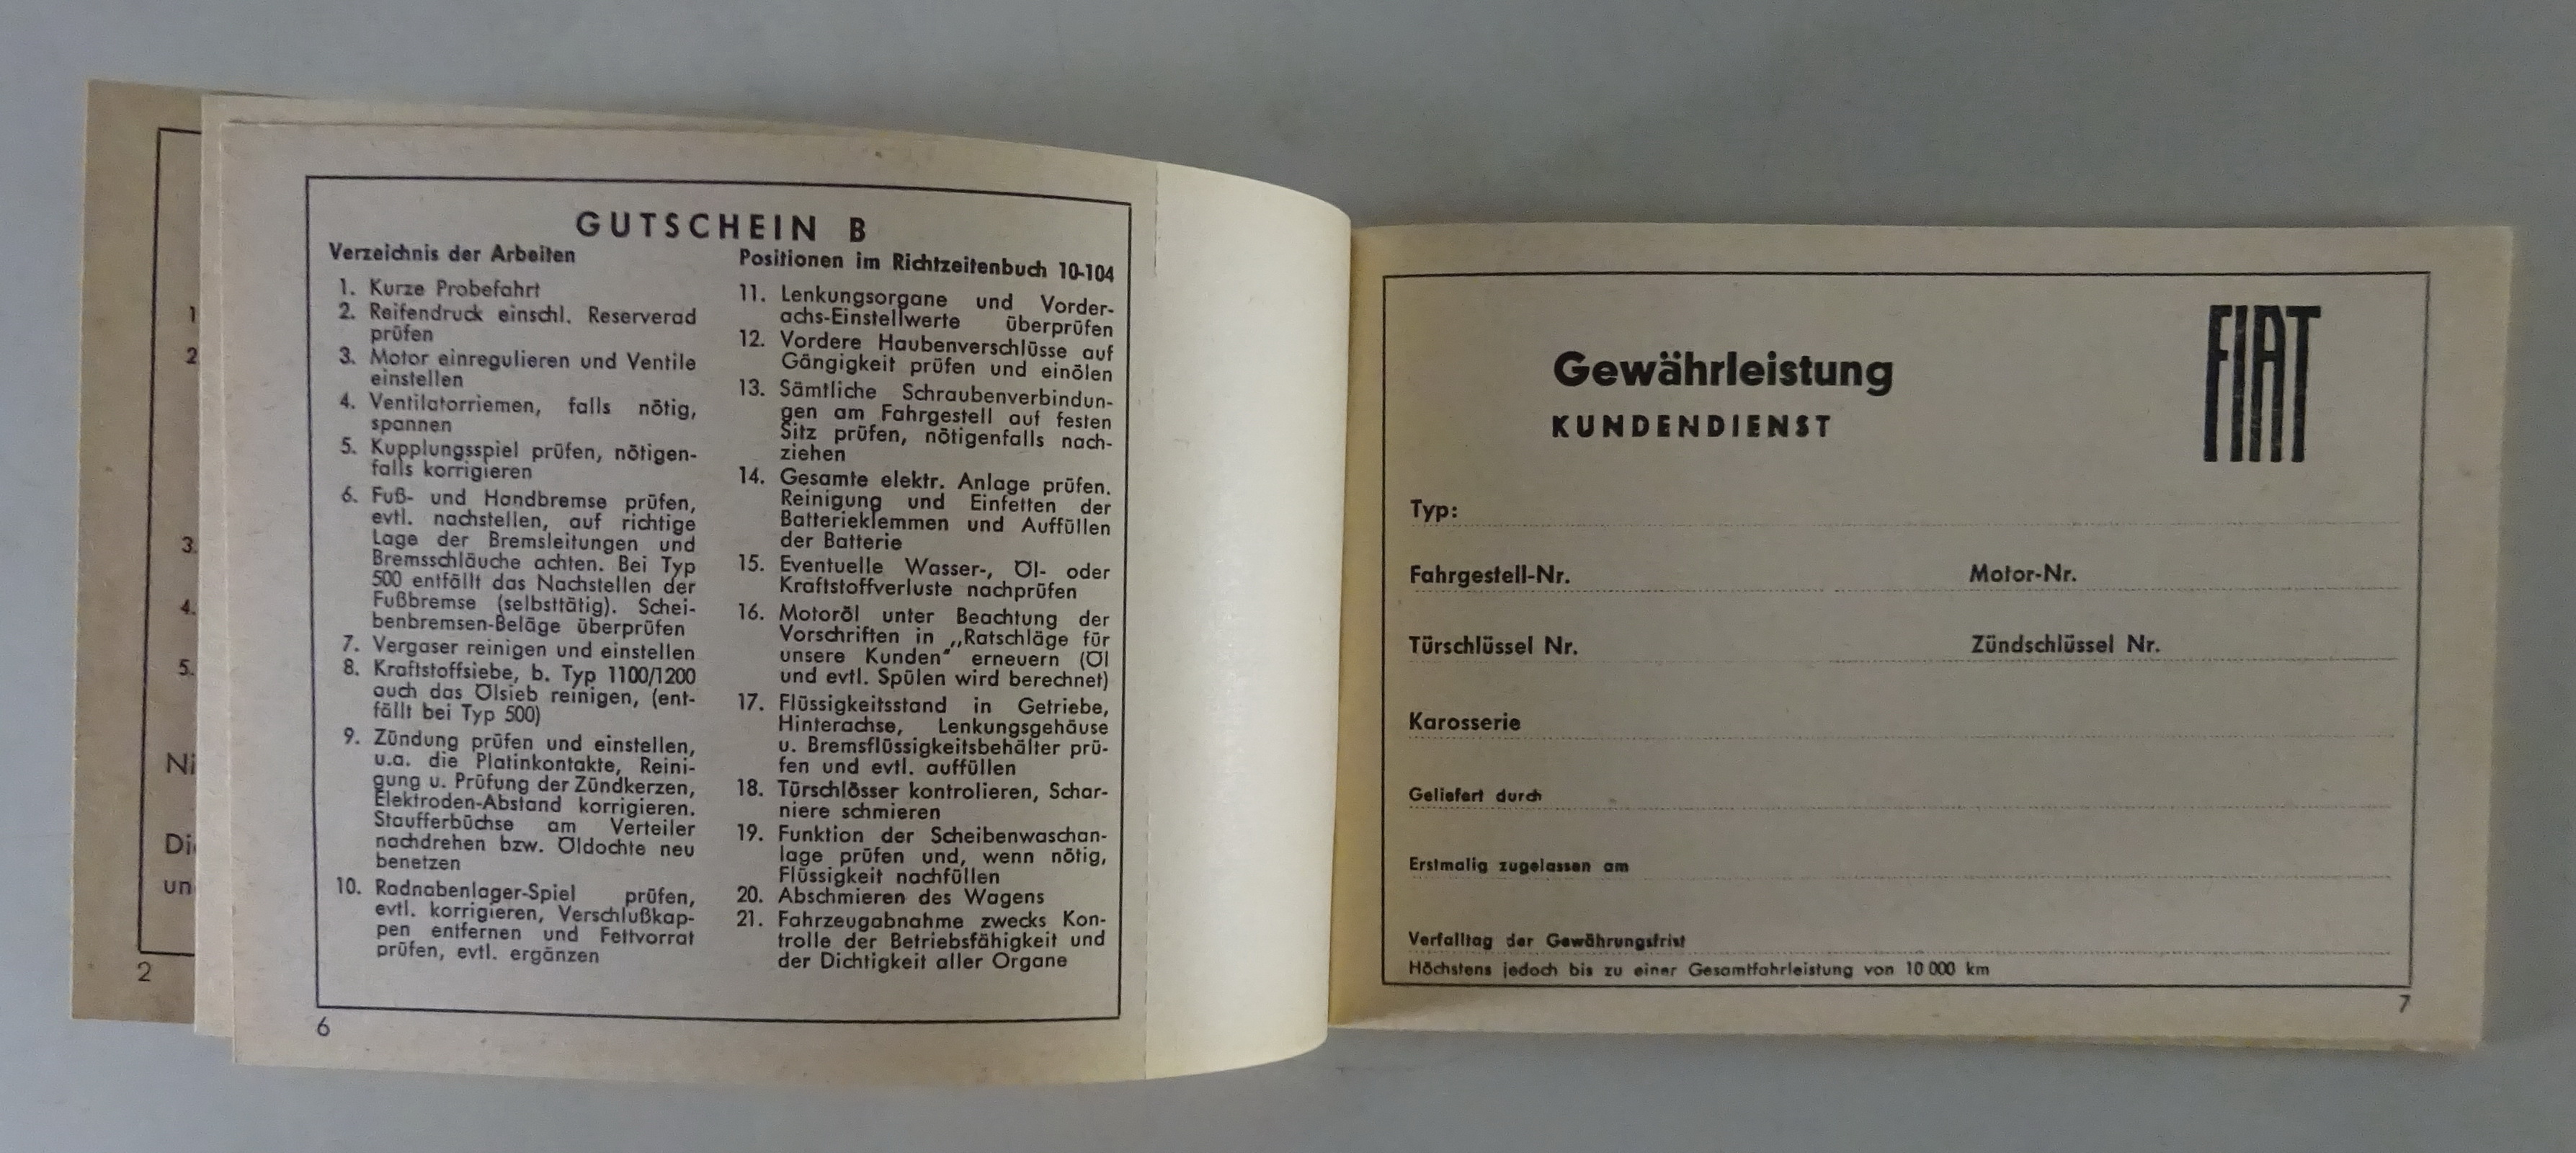 1
2
3.
4.
5.
Ni
Di
un
2
GUTSCHEIN B
Verzeichnis der Arbeiten
1. Kurze Probefahrt
2. Reifendruck einschl. Reserverad
prüfen
3. Motor einregulieren und Ventile
einstellen
4. Ventilatorriemen, falls nötig,
spannen
5. Kupplungsspiel prüfen, nötigen-
falls korrigieren
6. Fuß- und Handbremse prüfen,
evtl. nachstellen, auf richtige
Lage der Bremsleitungen und
Bremsschläuche achten. Bei Typ
500 entfällt das Nachstellen der
Fußbremse (selbsttätig). Schei-
benbremsen-Beläge überprüfen
7. Vergaser reinigen und einstellen
8. Kraftstoffsiebe, b. Typ 1100/1200
auch das Ölsieb reinigen, (ent-
fällt bei Typ 500)
9. Zündung prüfen und einstellen,
u.a. die Platinkontakte, Reini-
gung u. Prüfung der Zündkerzen,
Elektroden-Abstand korrigieren.
Staufferbüchse am Verteiler
nachdrehen bzw. Öldochte neu
benetzen
10. Radnabenlager-Spiel prüfen,
evtl. korrigieren, Verschlußkap-
pen entfernen und Fettvorrat
prüfen, evtl. ergänzen
Positionen im Richtzeitenbuch 10-104
11. Lenkungsorgane und Vorder-
achs-Einstellwerte überprüfen
12. Vordere Haubenverschlüsse auf
Gängigkeit prüfen und einölen
13. Sämtliche Schraubenverbindun-
gen am Fahrgestell auf festen
Sitz prüfen, nötigenfalls nach-
ziehen
14. Gesamte elektr. Anlage prüfen.
Reinigung und Einfetten der
Batterieklemmen und Auffüllen
der Batterie
15. Eventuelle Wasser-, Öl- oder
Kraftstoffverluste nachprüfen
16. Motoröl unter Beachtung der
Vorschriften in „Ratschläge für
unsere Kunden" erneuern (Öl
und evtl. Spülen wird berechnet)
17. Flüssigkeitsstand in Getriebe,
Hinterachse, Lenkungsgehäuse
u. Bremsflüssigkeitsbehälter prü-
fen und evtl. auffüllen
18. Türschlösser kontrolieren, Schar-
niere schmieren
19. Funktion der Scheibenwaschan-
lage prüfen und, wenn nötig,
Flüssigkeit nachfüllen
20. Abschmieren des Wagens
21. Fahrzeugabnahme zwecks Kon-
trolle der Betriebsfähigkeit und
der Dichtigkeit aller Organe
6
FIAT
Gewährleistung
KUNDENDIENST
Typ:
Fahrgestell-Nr. Motor-Nr.
Türschlüssel Nr. Zündschlüssel Nr.
Karosserie
Geliefert durch
Erstmalig zugelassen am
Verfalltag der Gewährungsfrist
Höchstens jedoch bis zu einer Gesamtfahrleistung von 10 000 km
7